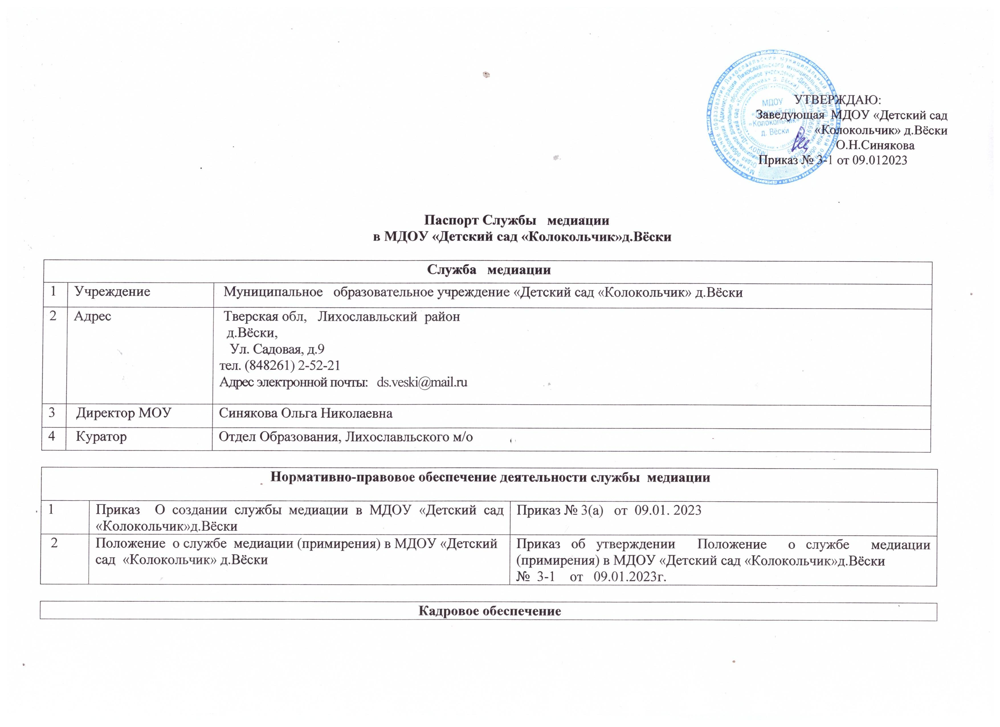 УТВЕРЖДАЮ:
Заведующая МДОУ «Детский сад
«Колокольчик» д.Вёски
О.Н.Синякова
Приказ № 3-1 от 09.012023
МДОУ
«Детский сад
«Колокольчик»
д. Вёски
Паспорт Службы медиации
в МДОУ «Детский сад «Колокольчик»д.Вёски
Служба медиации
1 Учреждение Муниципальное образовательное учреждение «Детский сад «Колокольчик» д.Вёски
2 Адрес Тверская обл, Лихославльский район
д.Вёски,
Ул. Садовая, д.9
тел. (848261) 2-52-21
Адрес электронной почты: ds.veski@mail.ru
3 Директор МОУ Синякова Ольга Николаевна
4 Куратор Отдел Образования, Лихославльского м/о
Нормативно-правовое обеспечение деятельности службы медиации
1 Приказ О создании службы медиации в МДОУ «Детский сад
«Колокольчик»д.Вёски
Приказ № 3(а) от 09.01. 2023
2 Положение о службе медиации (примирения) в МДОУ «Детский
сад «Колокольчик» д.Вёски
Приказ об утверждении Положение о службе медиации
(примирения) в МДОУ «Детский сад «Колокольчик»д.Вёски
№ 3-1 от 09.01.2023г.
Кадровое обеспечение